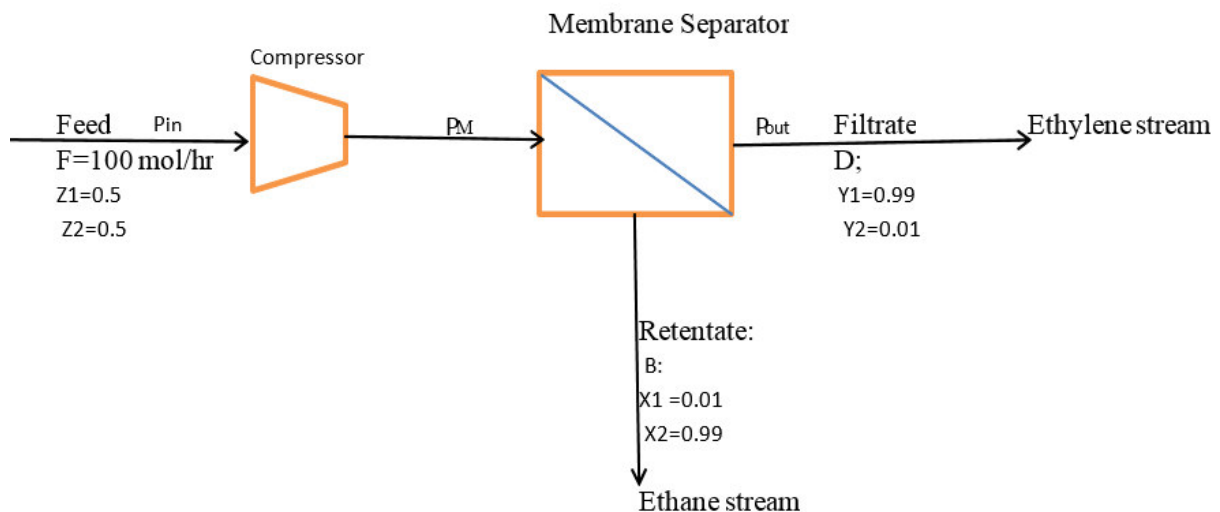 Membrane Separator
Compressor
Feed Pin
F=100 mol/hr
Z1=0.5
Z2=0.5
PM
Pout Filtrate
D;
Y1=0.99
Y2=0.01
Ethylene stream
Retentate:
B:
X1 =0.01
X2=0.99
Ethane stream